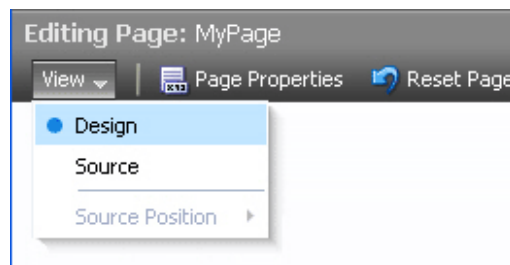 Editing Page: MyPage
View Page Properties Reset Page
Design
Source
Source Position